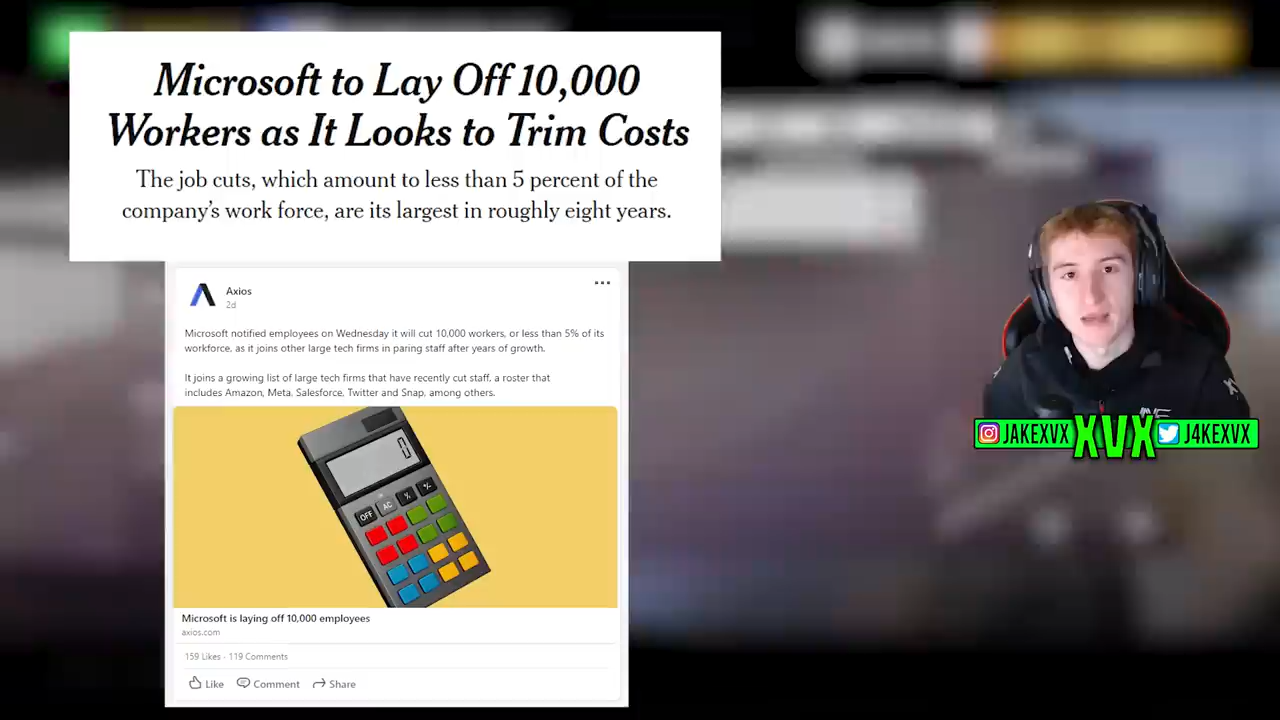 Microsoft to Lay Off 10,000
Workers as It Looks to Trim Costs
The job cuts, which amount to less than 5 percent of the
company's work force, are its largest in roughly eight years.
Axios
2d
Microsoft notified employees on Wednesday it will cut 10,000 workers, or less than 5% of its
workforce, as it joins other large tech firms in paring staff after years of growth.
It joins a growing list of large tech firms that have recently cut staff, a roster that
includes Amazon, Meta, Salesforce, Twitter and Snap, among others.
0
OFF AC % +/-
Microsoft is laying off 10,000 employees
axios.com
159 Likes · 119 Comments
Like Comment Share
JAKEXVX XVX J4KEXVX